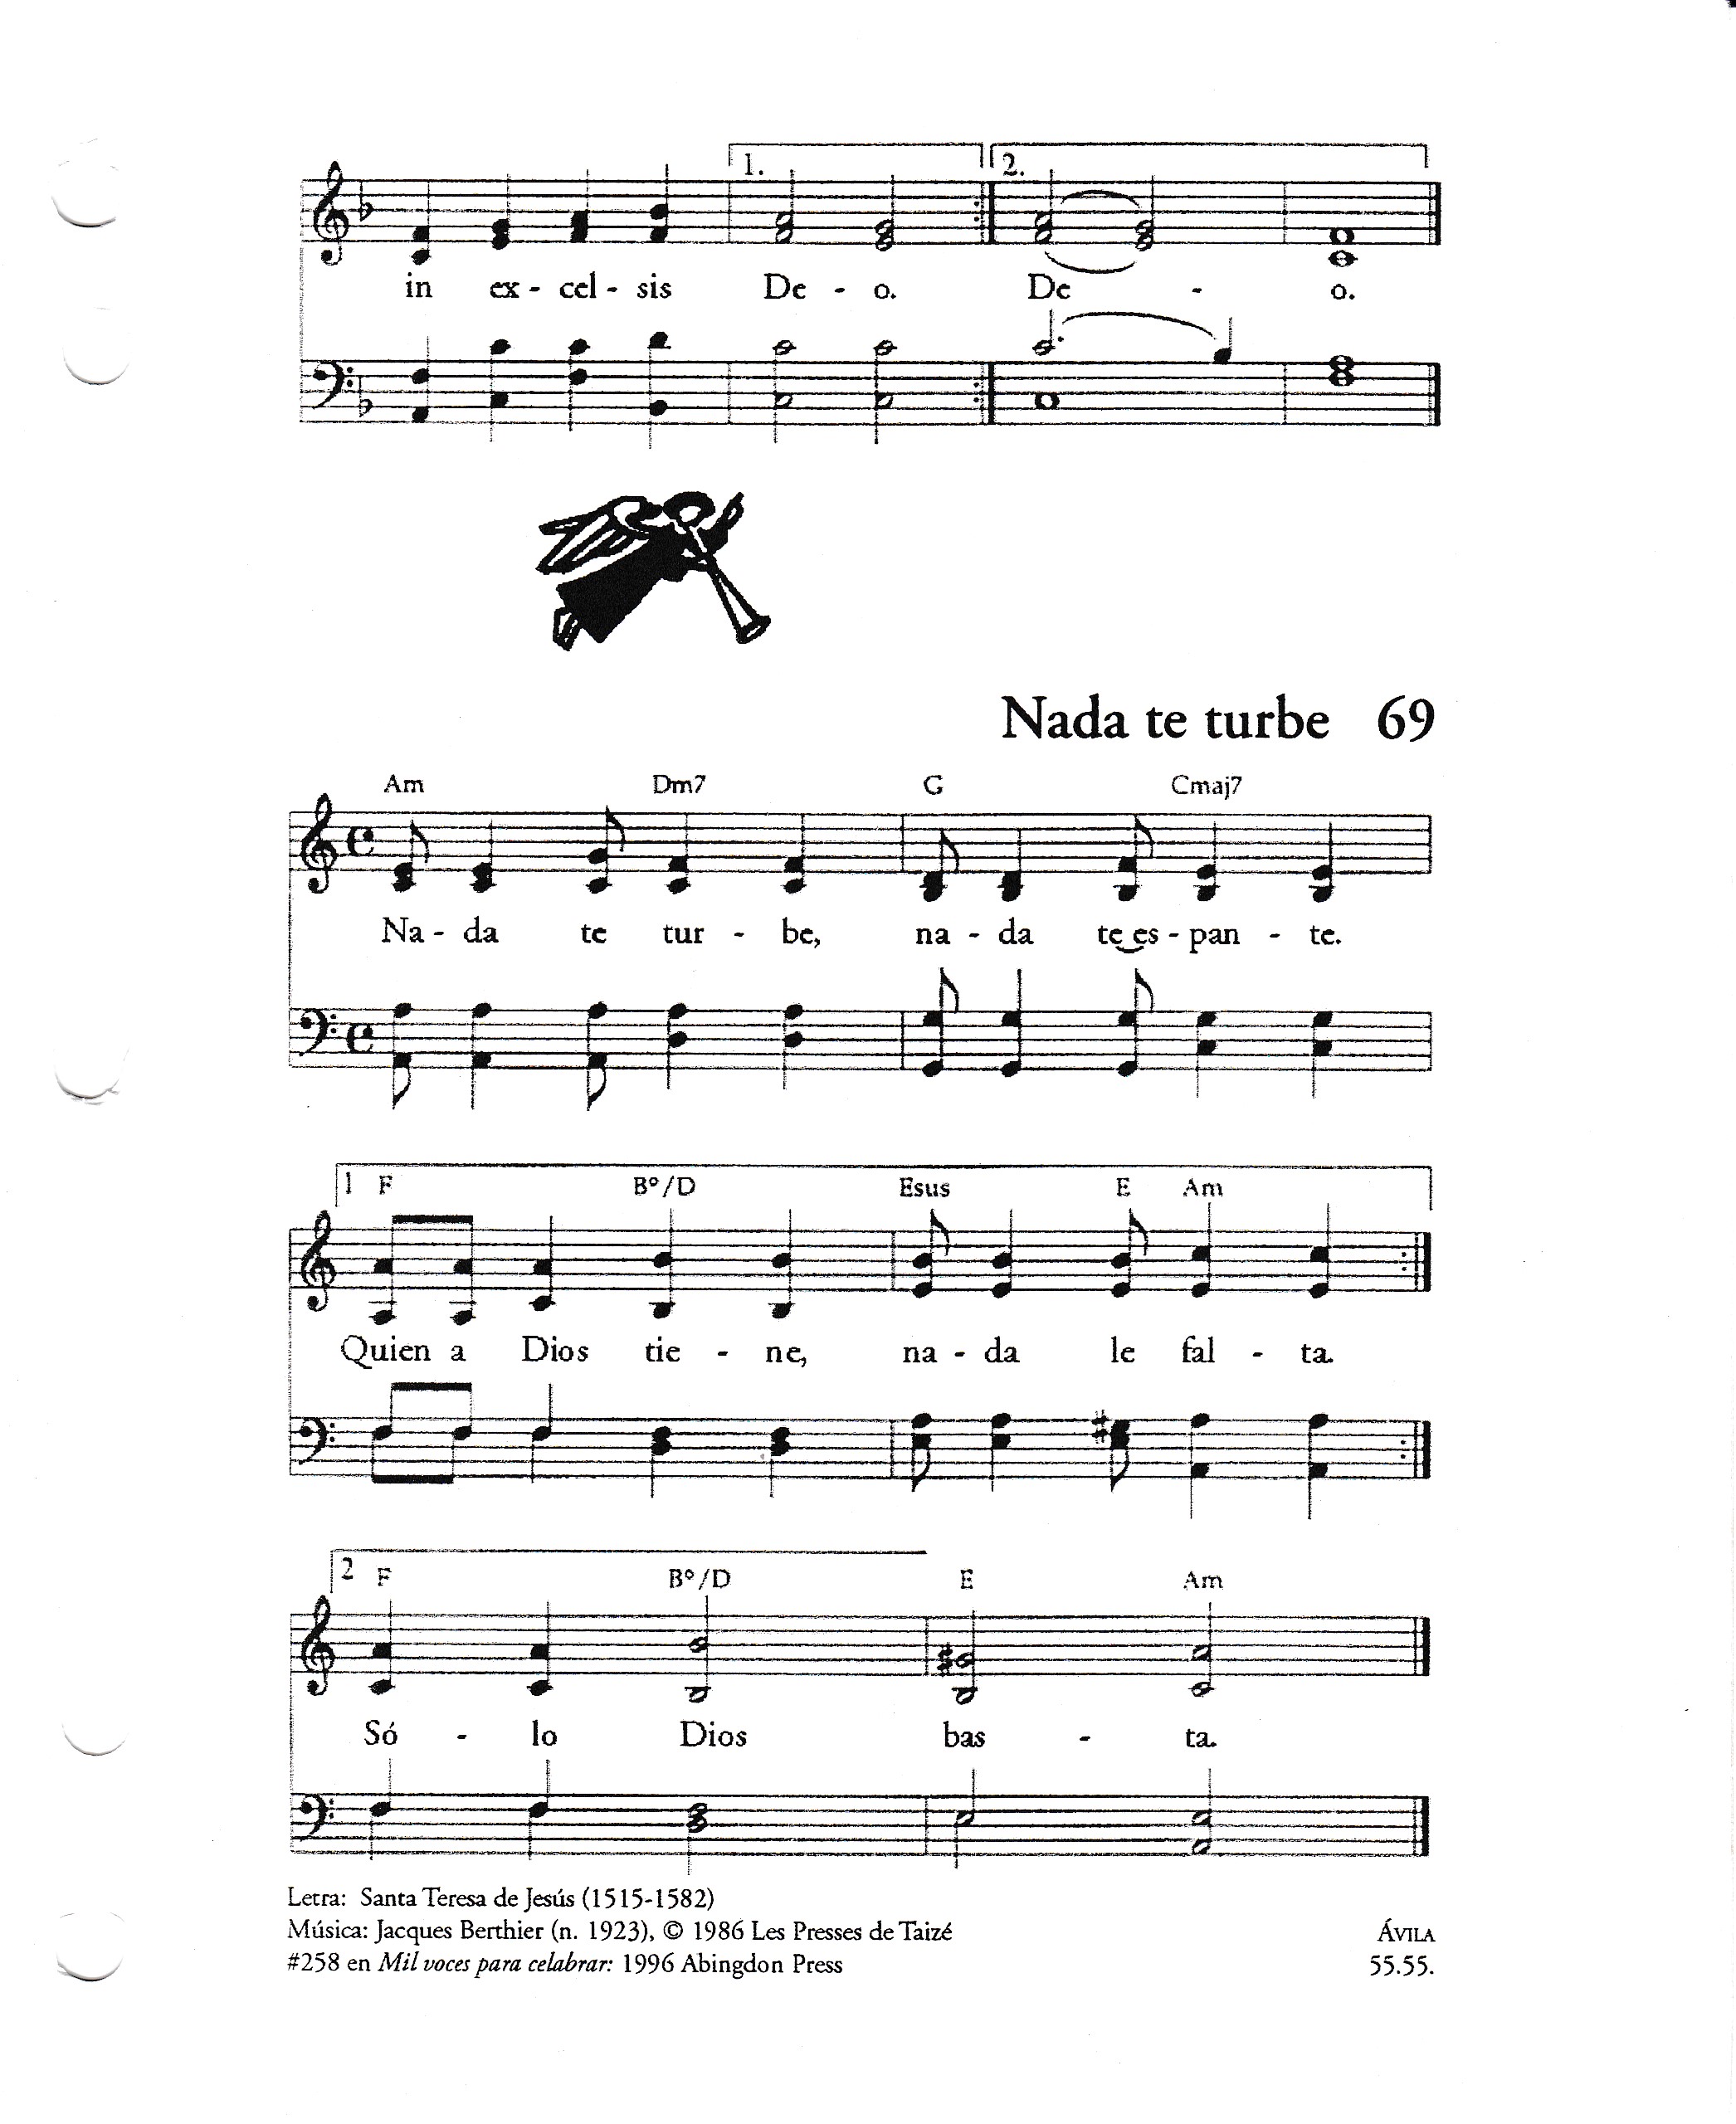 1. 2.
in ex - cel - sis De - o. De - o.
Nada te turbe 69
Am Dm7 G Cmaj7
Na - da te tur - be, na - da te es - pan - te.
1 F B°/D Esus E Am
Quien a Dios tie - ne, na - da le fal - ta.
2 F B°/D E Am
Só - lo Dios bas - ta.
Letra: Santa Teresa de Jesús (1515-1582)
Música: Jacques Berthier (n. 1923), © 1986 Les Presses de Taizé ÁVILA
#258 en Mil voces para celabrar: 1996 Abingdon Press 55.55.